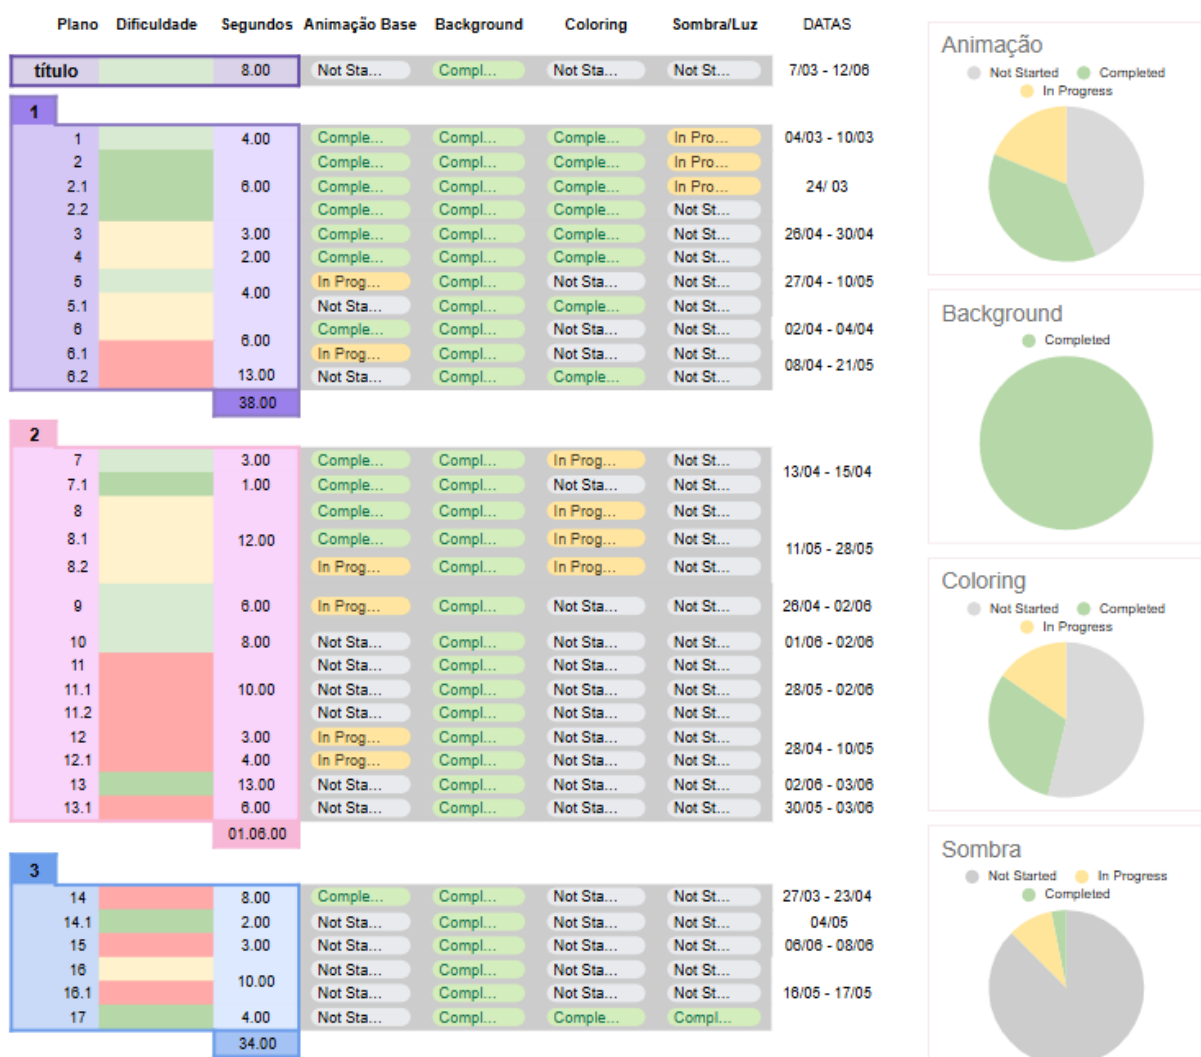 Plano Dificuldade Segundos Animação Base Background Coloring Sombra/Luz DATAS
título 8.00 Not Sta... Compl... Not Sta... Not St... 7/03 - 12/06
1
1 4.00 Comple... Compl... Comple... In Pro... 04/03 - 10/03
2 Comple... Compl... Comple... In Pro...
2.1 6.00 Comple... Compl... Comple... In Pro... 24/ 03
2.2 Comple... Compl... Comple... Not St...
3 3.00 Comple... Compl... Comple... Not St... 26/04 - 30/04
4 2.00 Comple... Compl... Comple... Not St...
5 In Prog... Compl... Not Sta... Not St... 27/04 - 10/05
4.00
5.1 Not Sta... Compl... Comple... Not St...
6 Comple... Compl... Not Sta... Not St... 02/04 - 04/04
6.00
6.1 In Prog... Compl... Not Sta... Not St...
08/04 - 21/05
6.2 13.00 Not Sta... Compl... Comple... Not St...
38.00
2
7 3.00 Comple... Compl... In Prog... Not St...
13/04 - 15/04
7.1 1.00 Comple... Compl... Not Sta... Not St...
8 Comple... Compl... In Prog... Not St...
8.1 12.00 Comple... Compl... In Prog... Not St...
11/05 - 28/05
8.2 In Prog... Compl... In Prog... Not St...
9 6.00 In Prog... Compl... Not Sta... Not St... 26/04 - 02/06
10 8.00 Not Sta... Compl... Not Sta... Not St... 01/06 - 02/06
11 Not Sta... Compl... Not Sta... Not St...
11.1 10.00 Not Sta... Compl... Not Sta... Not St... 28/05 - 02/06
11.2 Not Sta... Compl... Not Sta... Not St...
12 3.00 In Prog... Compl... Not Sta... Not St...
28/04 - 10/05
12.1 4.00 In Prog... Compl... Not Sta... Not St...
13 13.00 Not Sta... Compl... Not Sta... Not St... 02/06 - 03/06
13.1 6.00 Not Sta... Compl... Not Sta... Not St... 30/05 - 03/06
01.06.00
3
14 8.00 Comple... Compl... Not Sta... Not St... 27/03 - 23/04
14.1 2.00 Not Sta... Compl... Not Sta... Not St... 04/05
15 3.00 Not Sta... Compl... Not Sta... Not St... 06/06 - 08/06
16 Not Sta... Compl... Not Sta... Not St...
10.00
16.1 Not Sta... Compl... Not Sta... Not St... 16/05 - 17/05
17 4.00 Not Sta... Compl... Comple... Compl...
34.00
Animação
Not Started Completed
In Progress
Background
Completed
Coloring
Not Started Completed
In Progress
Sombra
Not Started In Progress
Completed